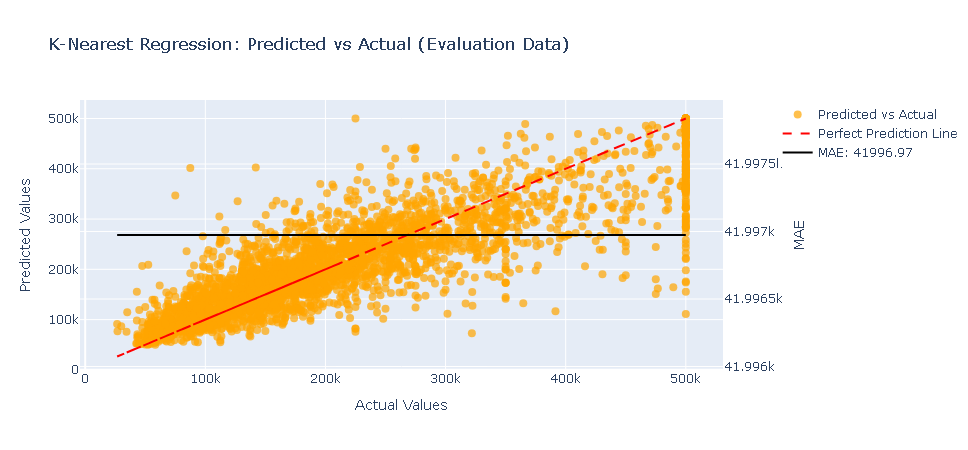 K-Nearest Regression: Predicted vs Actual (Evaluation Data)
Predicted vs Actual
Perfect Prediction Line
MAE: 41996.97
Predicted Values
500k
400k
300k
200k
100k
0
41.9975
41.997k
41.9965k
41.996k
MAE
0
100k
200k
300k
400k
500k
Actual Values